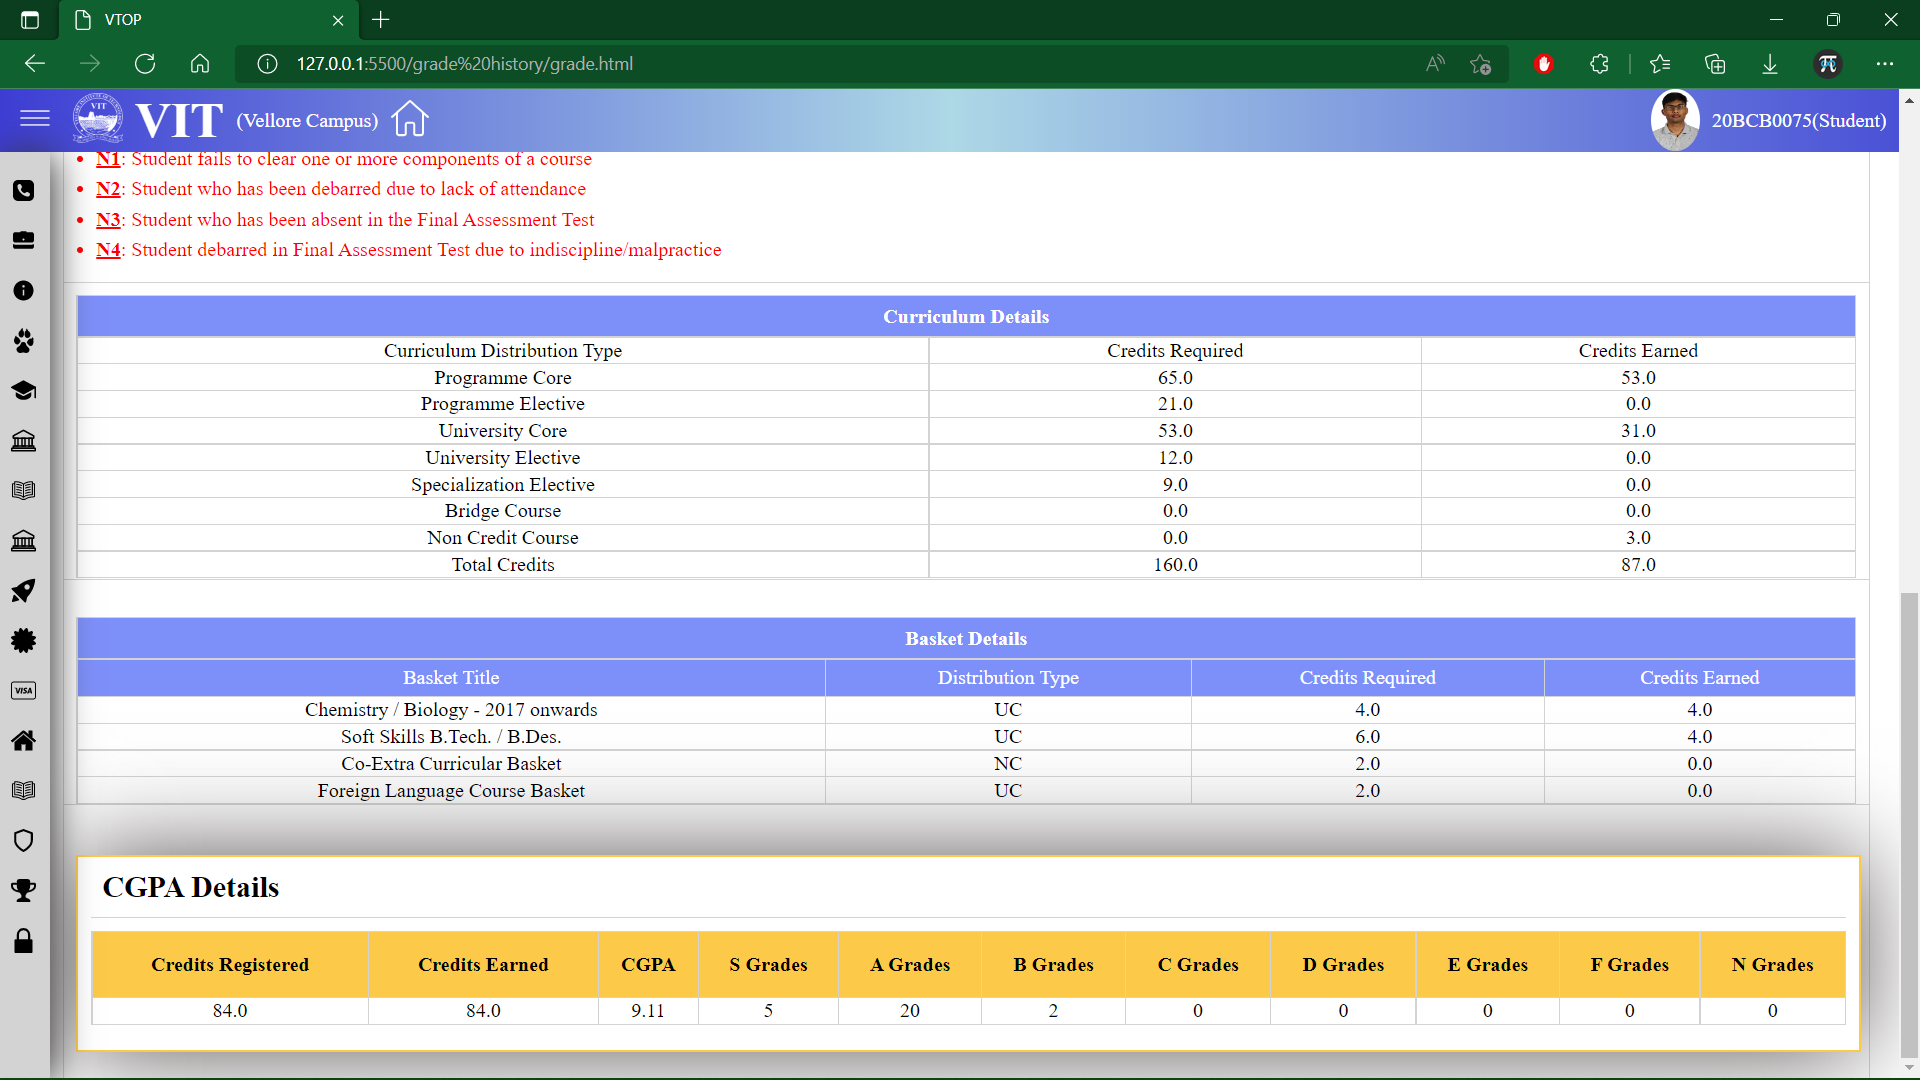 VTOP
127.0.0.1:5500/grade%20history/grade.html
VIT (Vellore Campus) 20BCB0075(Student)
N1: Student fails to clear one or more components of a course
N2: Student who has been debarred due to lack of attendance
N3: Student who has been absent in the Final Assessment Test
N4: Student debarred in Final Assessment Test due to indiscipline/malpractice
Curriculum Details
Curriculum Distribution Type Credits Required Credits Earned
Programme Core 65.0 53.0
Programme Elective 21.0 0.0
University Core 53.0 31.0
University Elective 12.0 0.0
Specialization Elective 9.0 0.0
Bridge Course 0.0 0.0
Non Credit Course 0.0 3.0
Total Credits 160.0 87.0
Basket Details
Basket Title Distribution Type Credits Required Credits Earned
Chemistry / Biology - 2017 onwards UC 4.0 4.0
Soft Skills B.Tech. / B.Des. UC 6.0 4.0
Co-Extra Curricular Basket NC 2.0 0.0
Foreign Language Course Basket UC 2.0 0.0
VISA
CGPA Details
Credits Registered Credits Earned CGPA S Grades A Grades B Grades C Grades D Grades E Grades F Grades N Grades
84.0 84.0 9.11 5 20 2 0 0 0 0 0